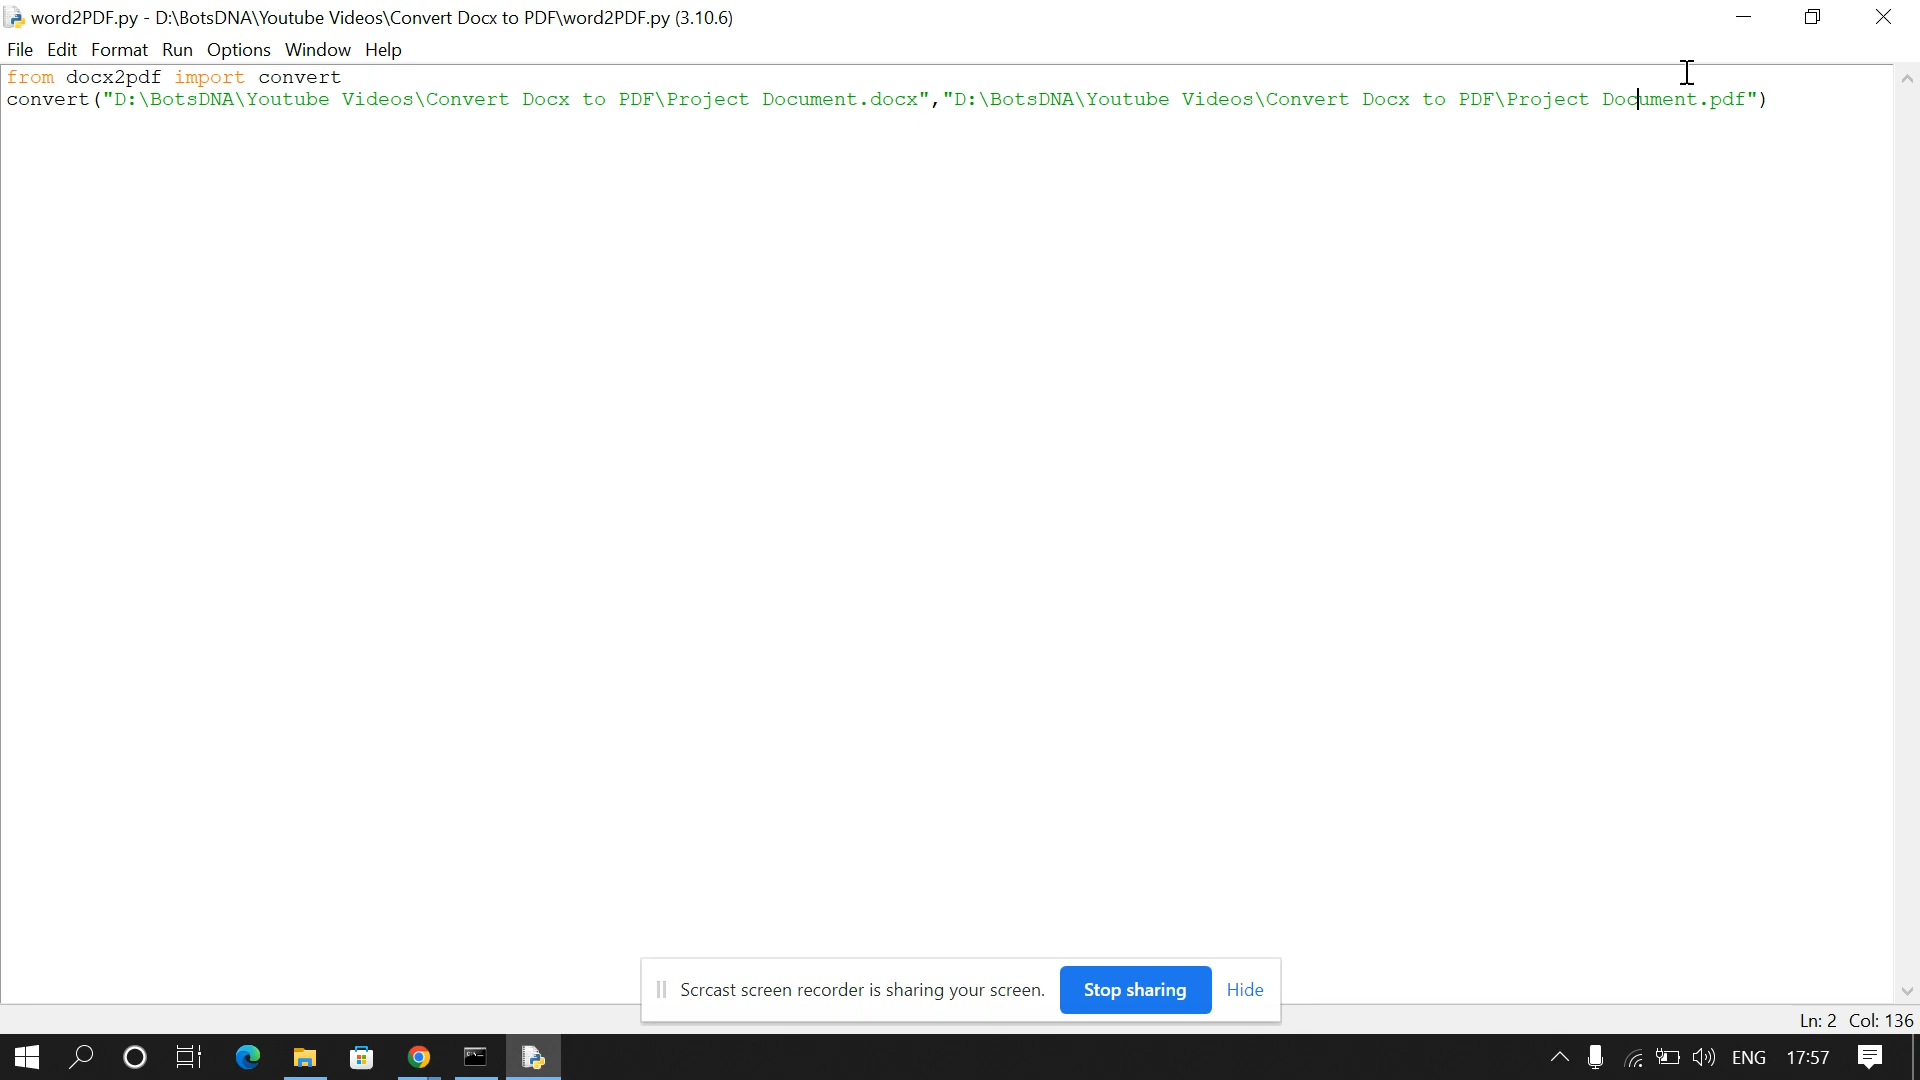 word2PDF.py - D:\BotsDNA\Youtube Videos\Convert Docx to PDF\word2PDF.py (3.10.6)
File Edit Format Run Options Window Help
from docx2pdf import convert
convert("D:\BotsDNA\Youtube Videos\Convert Docx to PDF\Project Document.docx","D:\BotsDNA\Youtube Videos\Convert Docx to PDF\Project Document.pdf")
Scrcast screen recorder is sharing your screen. Stop sharing Hide
Ln: 2 Col: 136
ENG 17:57